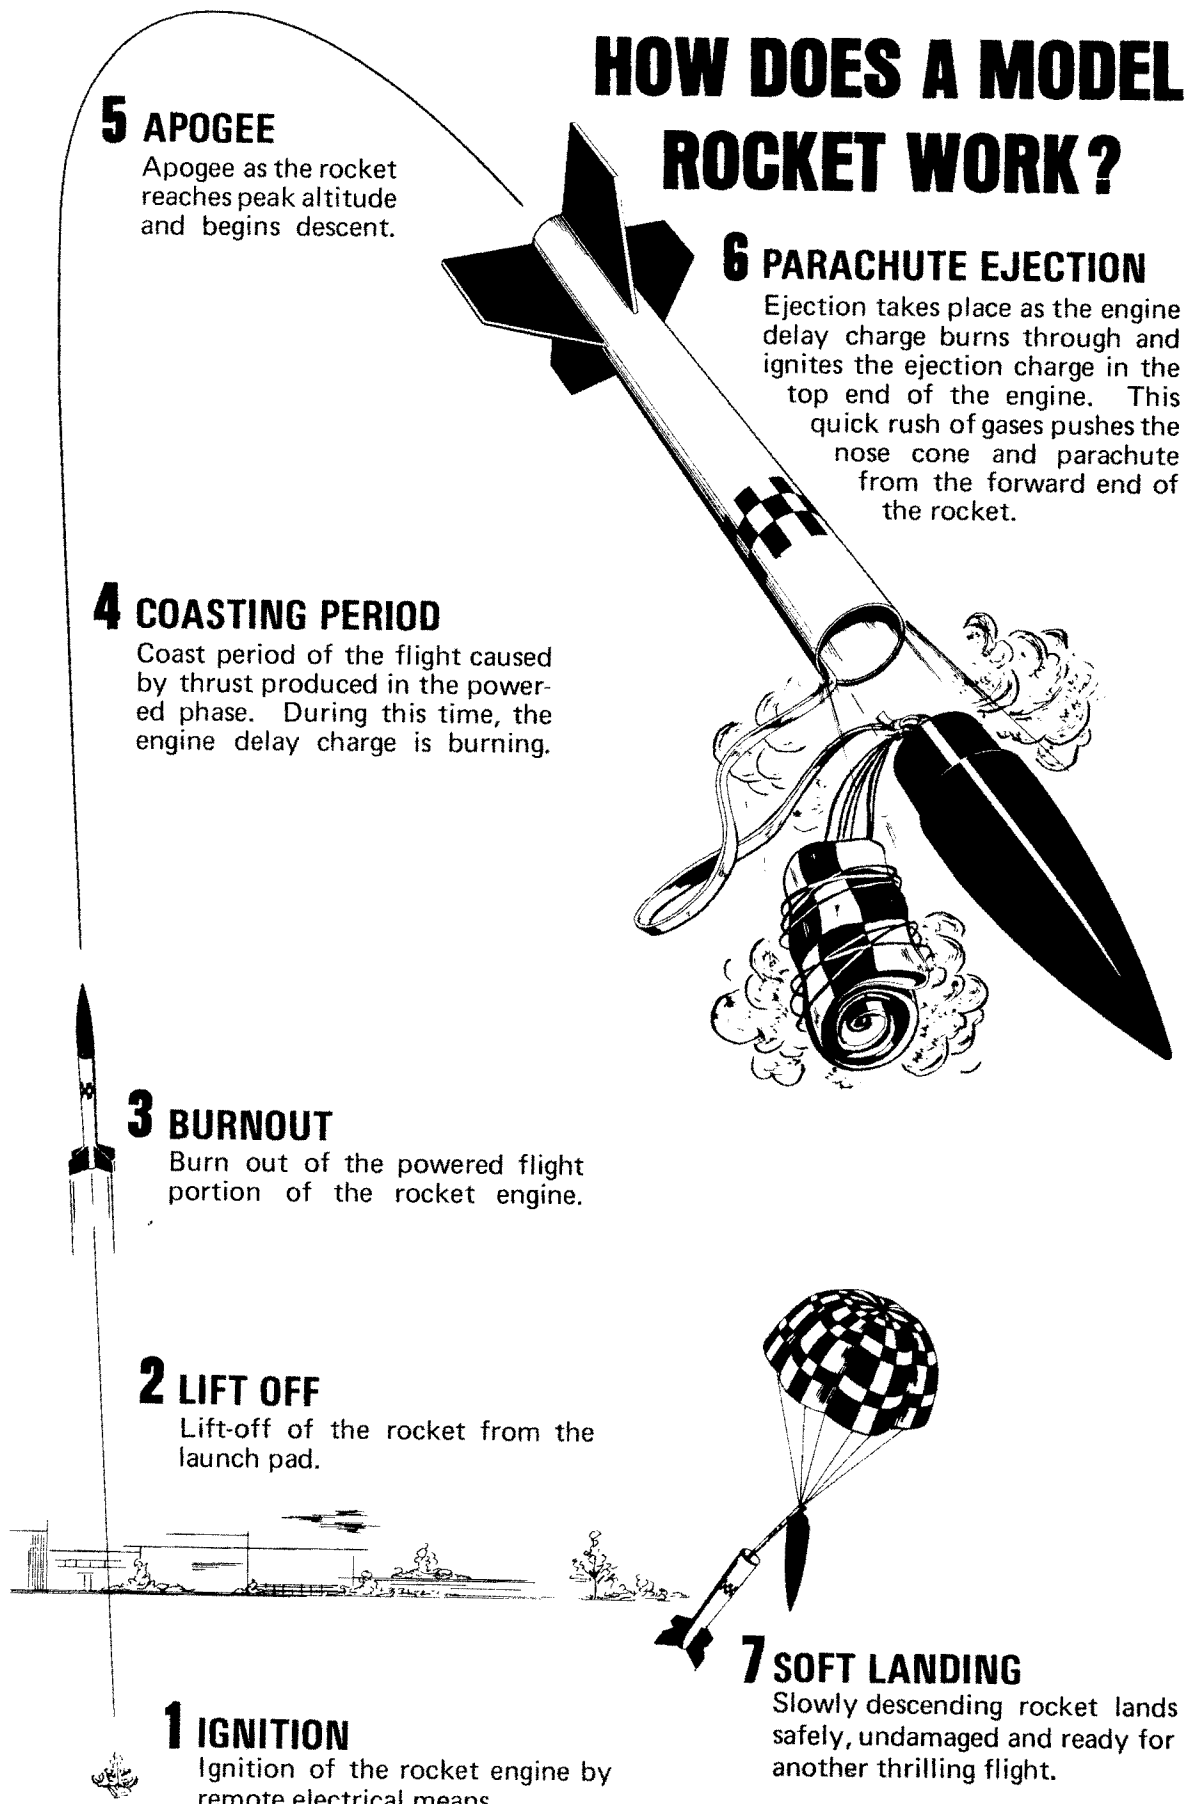 HOW DOES A MODEL
ROCKET WORK?
5 APOGEE
Apogee as the rocket
reaches peak altitude
and begins descent.
6 PARACHUTE EJECTION
Ejection takes place as the engine
delay charge burns through and
ignites the ejection charge in the
top end of the engine. This
quick rush of gases pushes the
nose cone and parachute
from the forward end of
the rocket.
4 COASTING PERIOD
Coast period of the flight caused
by thrust produced in the power-
ed phase. During this time, the
engine delay charge is burning.
3 BURNOUT
Burn out of the powered flight
portion of the rocket engine.
2 LIFT OFF
Lift-off of the rocket from the
launch pad.
7 SOFT LANDING
Slowly descending rocket lands
safely, undamaged and ready for
another thrilling flight.
1 IGNITION
Ignition of the rocket engine by
remote electrical means